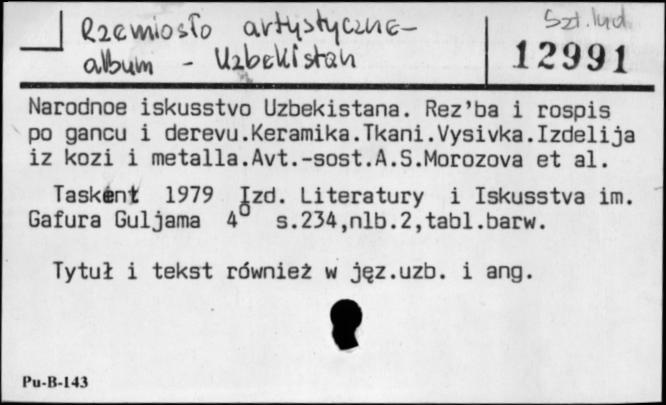 Rzemiosło artystyczne-
album - Uzbekistan
Szt. lud.
12991
Narodnoe iskusstvo Uzbekistana. Rez'ba i rospis
po gancu i derevu.Keramika.Tkani.Vysivka.Izdelija
iz kozi i metalla.Avt.-sost.A.S.Morozova et al.
Taskent 1979 Izd. Literatury i Iskusstva im.
Gafura Guljama 4° s.234,nlb.2,tabl.barw.
Tytuł i tekst również w jęz.uzb. i ang.
Pu-B-143